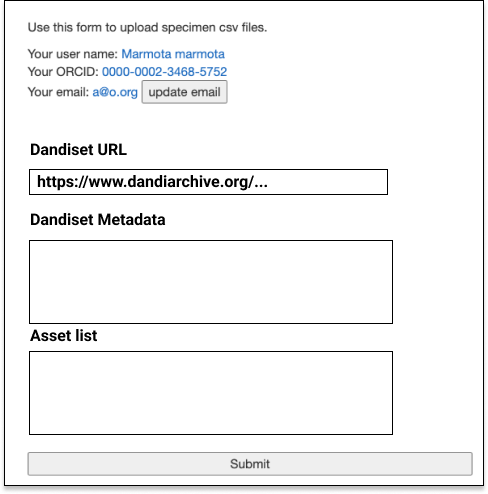 Use this form to upload specimen csv files.
Your user name: Marmota marmota
Your ORCID: 0000-0002-3468-5752
Your email: a@o.org update email
Dandiset URL
https://www.dandiarchive.org/...
Dandiset Metadata
Asset list
Submit